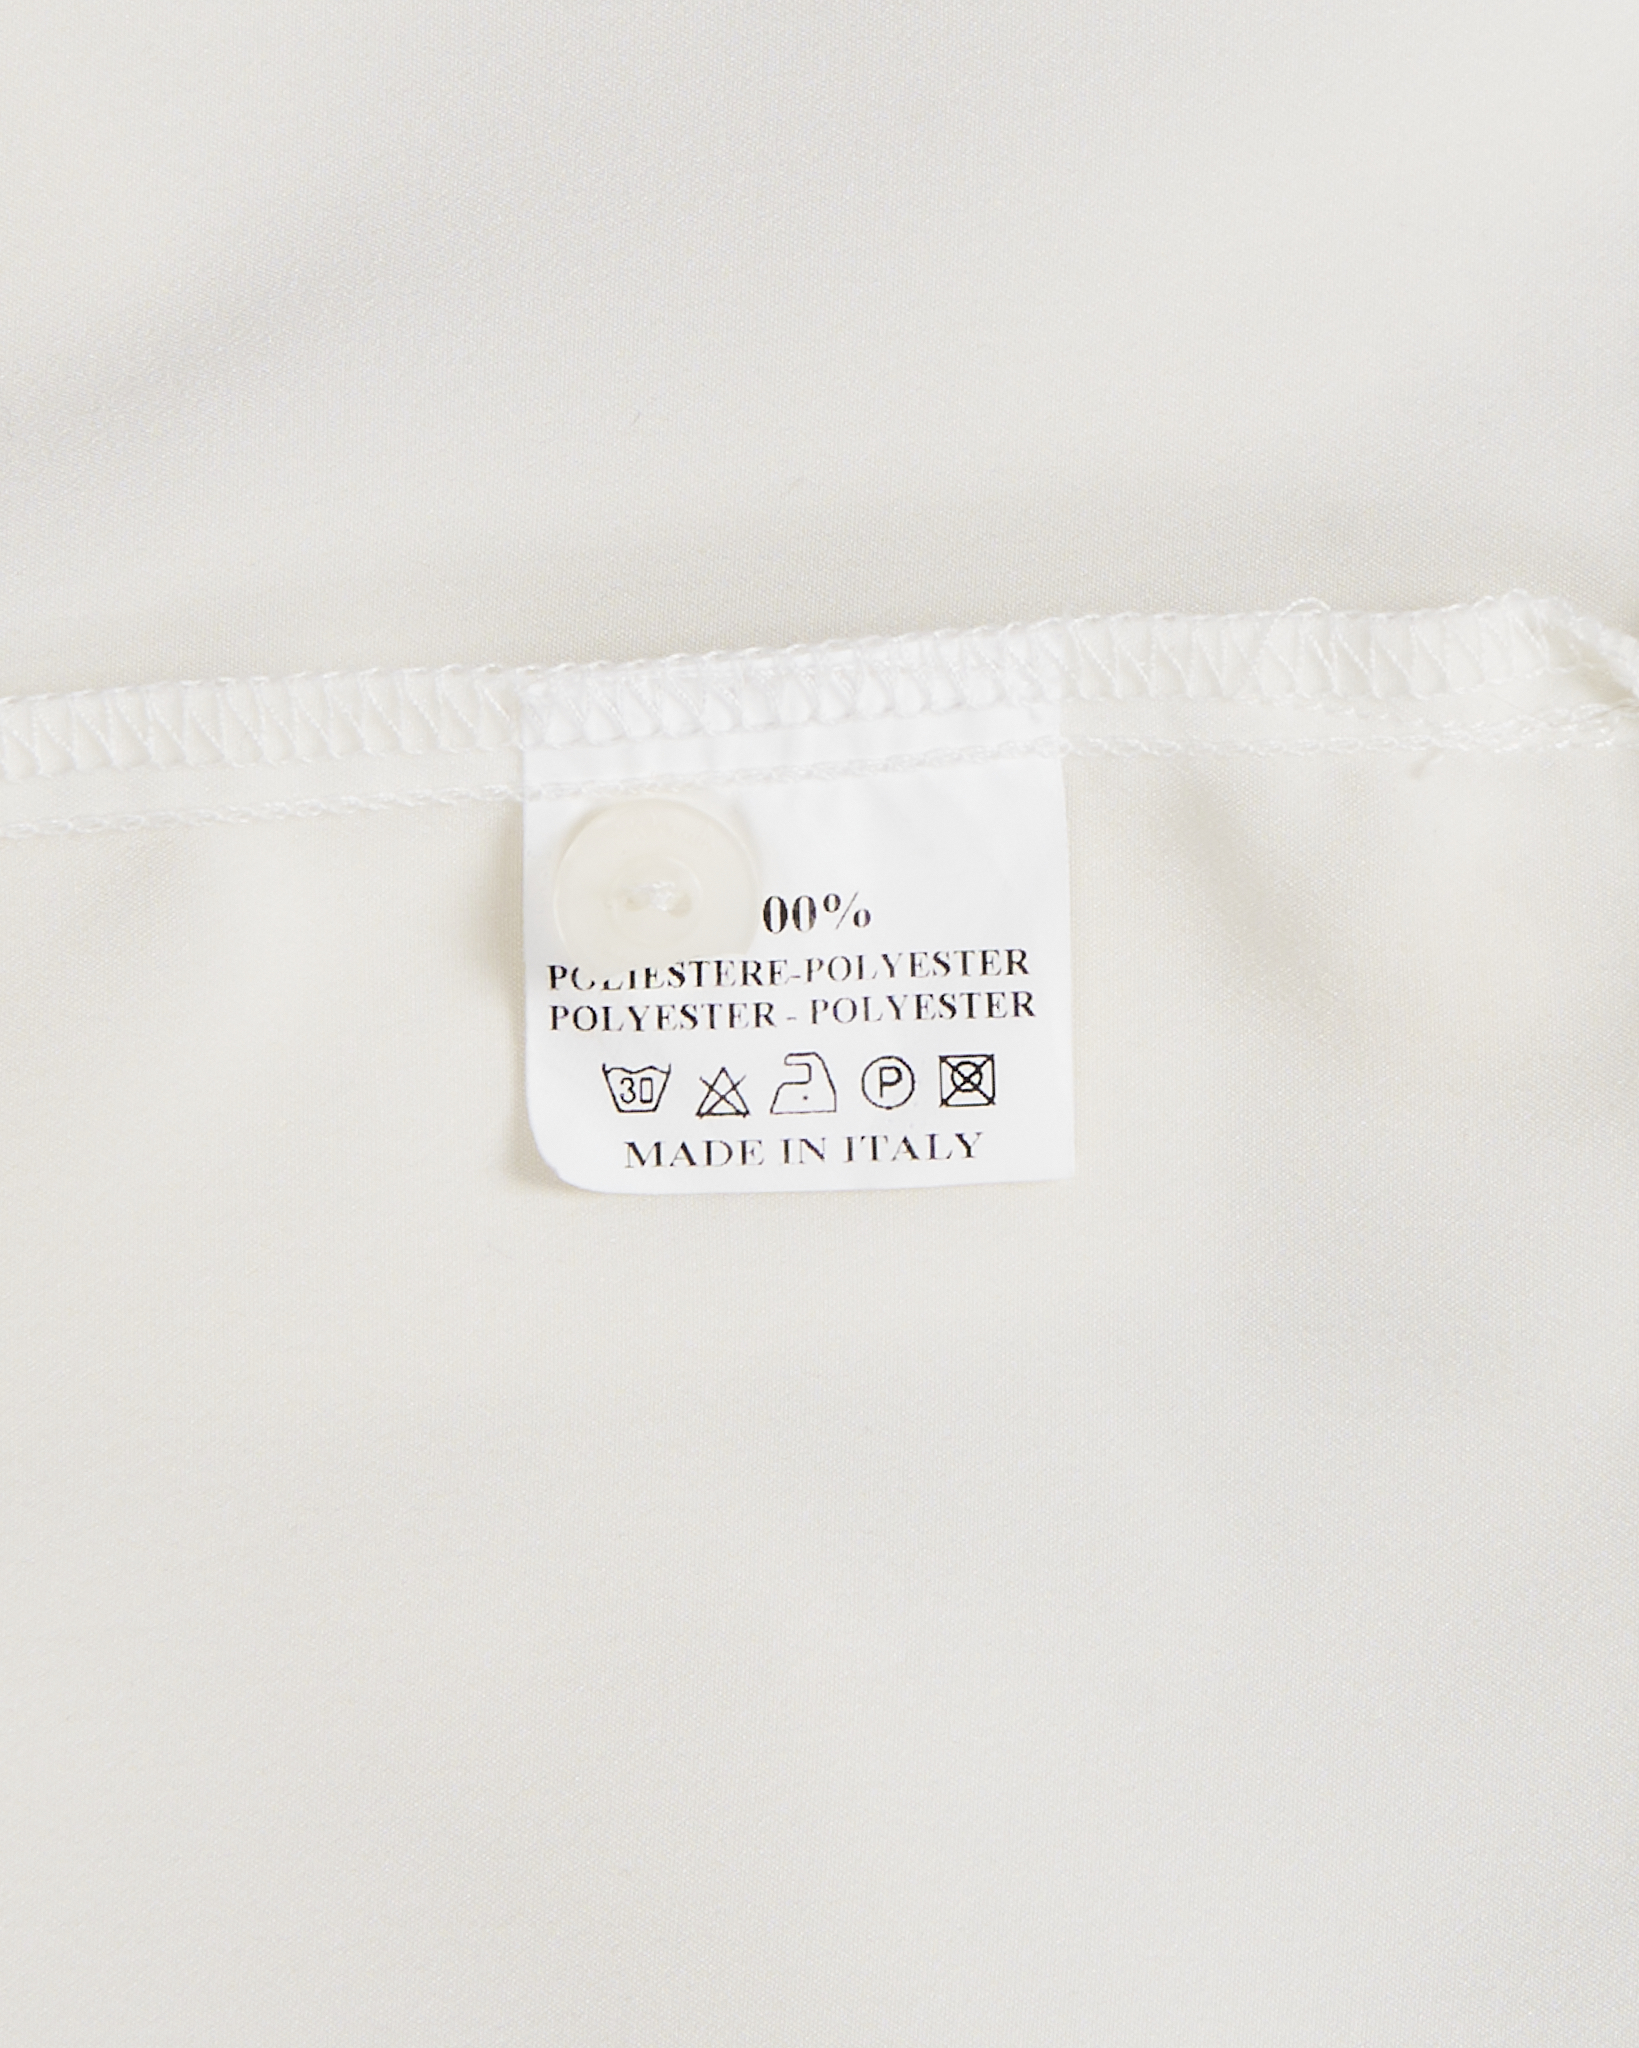 00%
POLIESTERE-POLYESTER
POLYESTER - POLYESTER
30 P
MADE IN ITALY